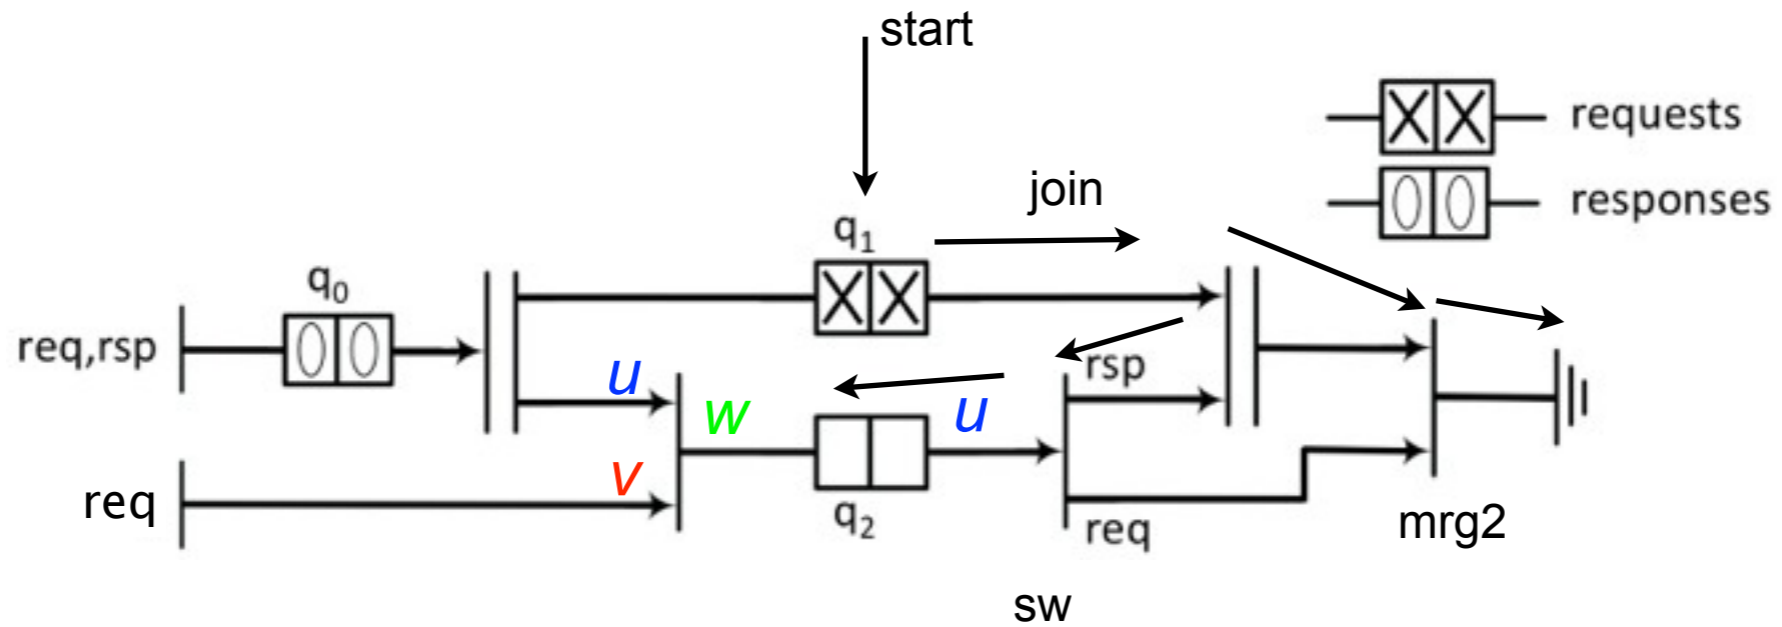 start
requests
responses
join
q1
q0
req,rsp
u
rsp
w
u
v
req
q2
req
mrg2
sw